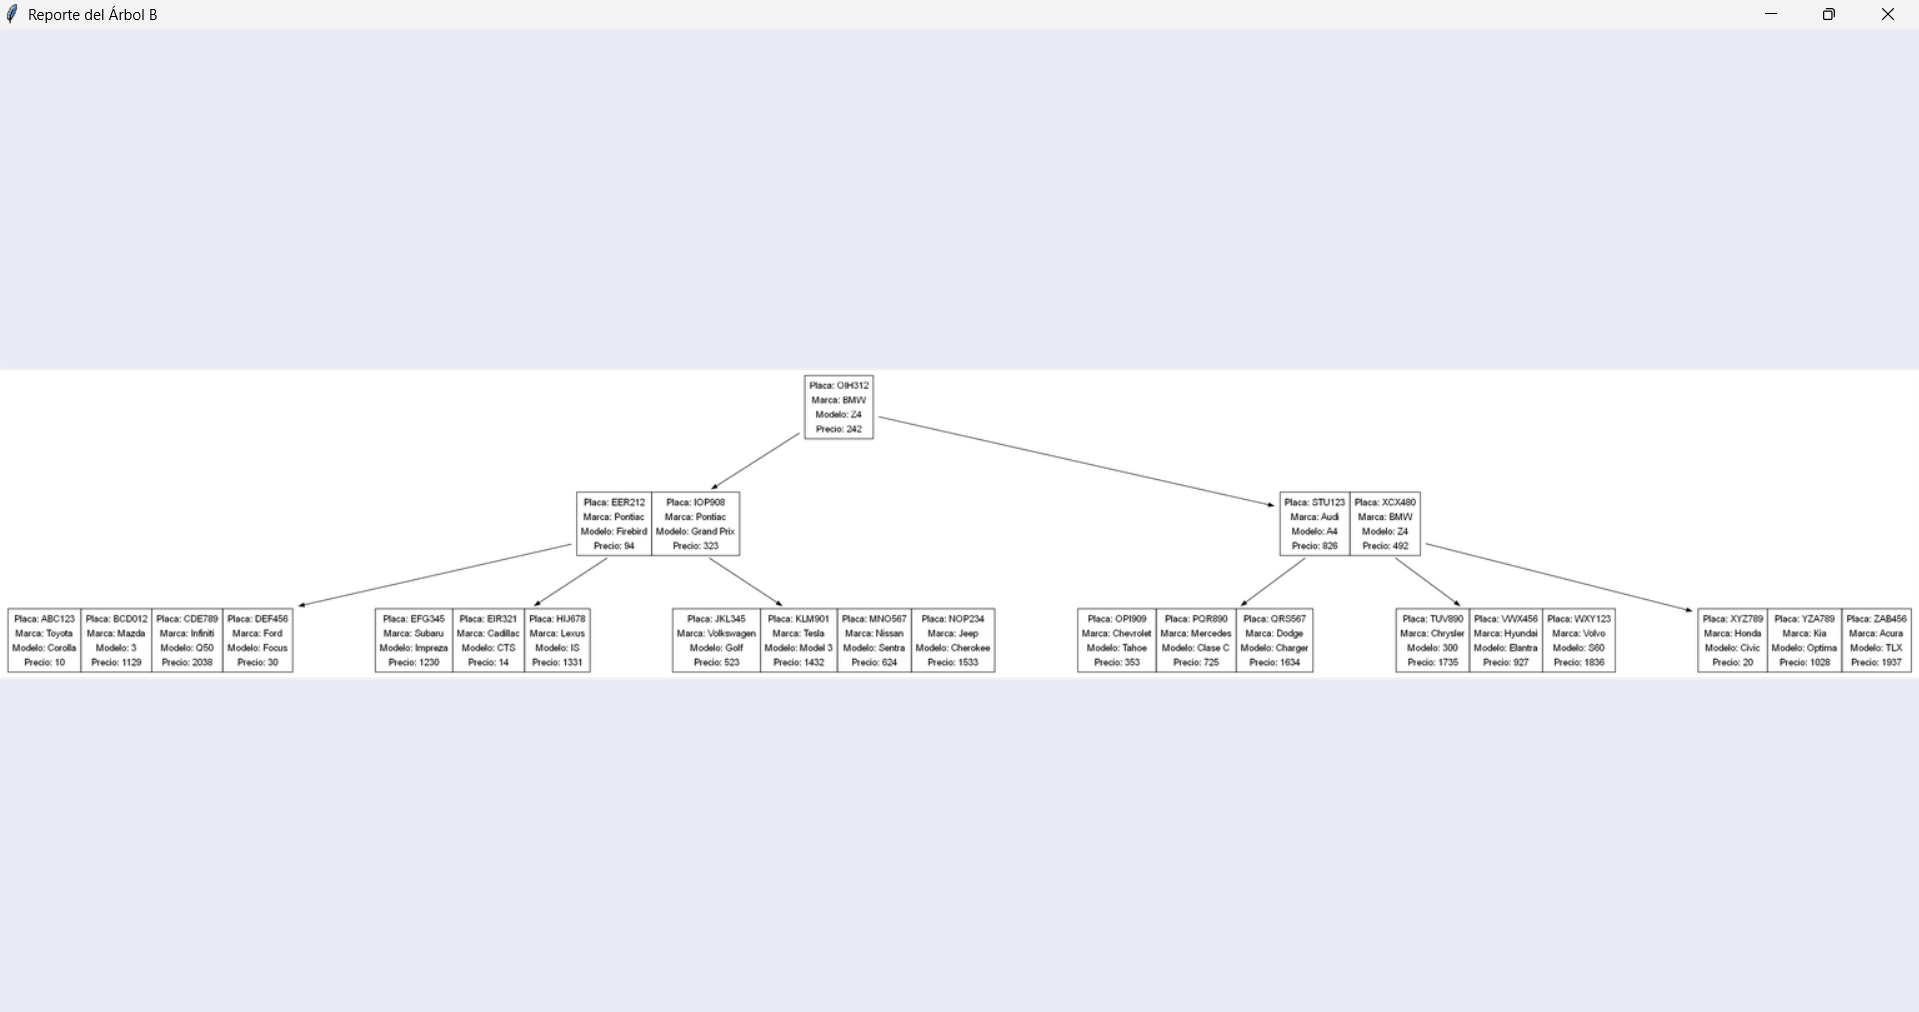 Reporte del Árbol B
Placa: OIH312
Marca: BMW
Modelo: Z4
Precio: 242
Placa: EER212
Marca: Pontiac
Modelo: Firebird
Precio: 94
Placa: IOP908
Marca: Pontiac
Modelo: Grand Prix
Precio: 323
Placa: STU123
Marca: Audi
Modelo: A4
Precio: 826
Placa: XCX480
Marca: BMW
Modelo: Z4
Precio: 492
Placa: ABC123
Marca: Toyota
Modelo: Corolla
Precio: 10
Placa: BCD012
Marca: Mazda
Modelo: 3
Precio: 1129
Placa: CDE789
Marca: Infiniti
Modelo: Q50
Precio: 2038
Placa: DEF456
Marca: Ford
Modelo: Focus
Precio: 30
Placa: EFG345
Marca: Subaru
Modelo: Impreza
Precio: 1230
Placa: EIR321
Marca: Cadillac
Modelo: CTS
Precio: 14
Placa: HIJ678
Marca: Lexus
Modelo: IS
Precio: 1331
Placa: JKL345
Marca: Volkswagen
Modelo: Golf
Precio: 523
Placa: KLM901
Marca: Tesla
Modelo: Model 3
Precio: 1432
Placa: MNO567
Marca: Nissan
Modelo: Sentra
Precio: 624
Placa: NOP234
Marca: Jeep
Modelo: Cherokee
Precio: 1533
Placa: OPI909
Marca: Chevrolet
Modelo: Tahoe
Precio: 353
Placa: PQR890
Marca: Mercedes
Modelo: Clase C
Precio: 725
Placa: QRS567
Marca: Dodge
Modelo: Charger
Precio: 1634
Placa: TUV890
Marca: Chrysler
Modelo: 300
Precio: 1735
Placa: VWX456
Marca: Hyundai
Modelo: Elantra
Precio: 927
Placa: WXY123
Marca: Volvo
Modelo: S60
Precio: 1836
Placa: XYZ789
Marca: Honda
Modelo: Civic
Precio: 20
Placa: YZA789
Marca: Kia
Modelo: Optima
Precio: 1028
Placa: ZAB456
Marca: Acura
Modelo: TLX
Precio: 1937